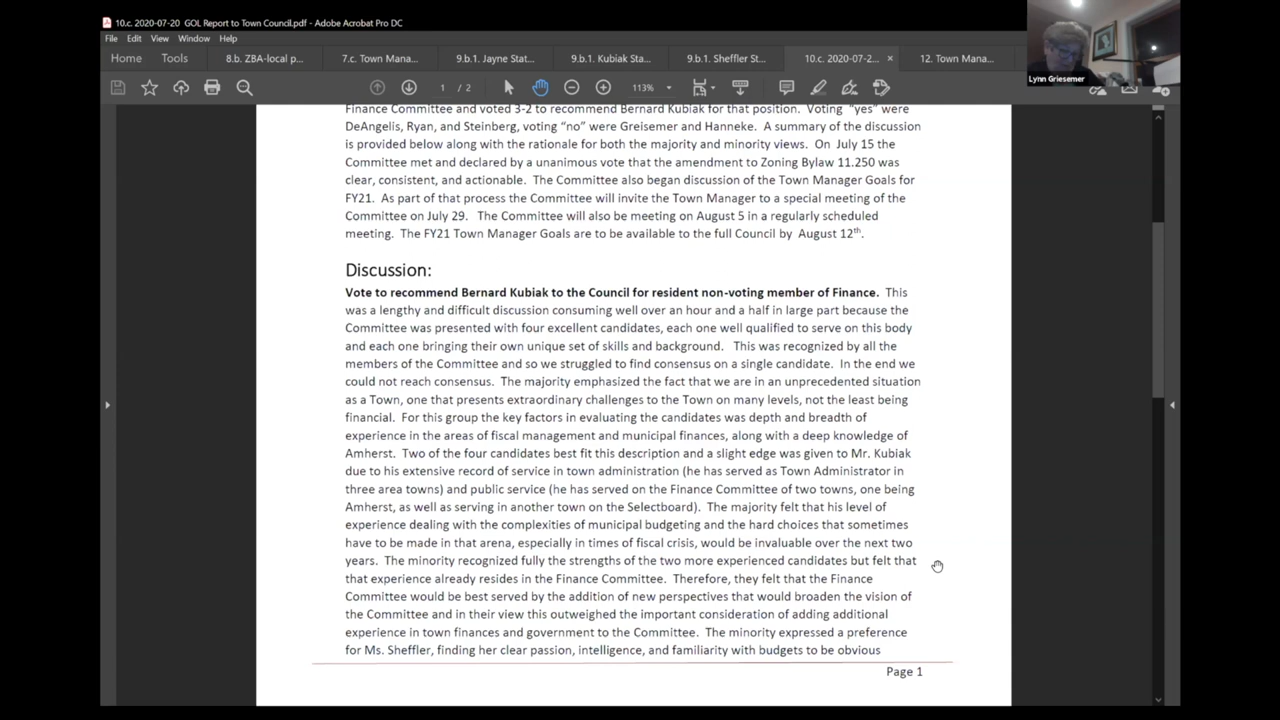 10.c. 2020-07-20 GOL Report to Town Council.pdf - Adobe Acrobat Pro DC
File Edit View Window Help
Home Tools 8.b. ZBA-local p... 7.c. Town Mana... 9.b.1. Jayne Stat... 9.b.1. Kubiak Sta... 9.b.1. Sheffler St... 10.c. 2020-07-2... × 12. Town Mana...
Lynn Griesemer
1 / 2 113%
Finance Committee and voted 3-2 to recommend Bernard Kubiak for that position. Voting "yes" were
DeAngelis, Ryan, and Steinberg, voting "no" were Greisemer and Hanneke. A summary of the discussion
is provided below along with the rationale for both the majority and minority views. On July 15 the
Committee met and declared by a unanimous vote that the amendment to Zoning Bylaw 11.250 was
clear, consistent, and actionable. The Committee also began discussion of the Town Manager Goals for
FY21. As part of that process the Committee will invite the Town Manager to a special meeting of the
Committee on July 29. The Committee will also be meeting on August 5 in a regularly scheduled
meeting. The FY21 Town Manager Goals are to be available to the full Council by August 12th.
Discussion:
Vote to recommend Bernard Kubiak to the Council for resident non-voting member of Finance. This
was a lengthy and difficult discussion consuming well over an hour and a half in large part because the
Committee was presented with four excellent candidates, each one well qualified to serve on this body
and each one bringing their own unique set of skills and background. This was recognized by all the
members of the Committee and so we struggled to find consensus on a single candidate. In the end we
could not reach consensus. The majority emphasized the fact that we are in an unprecedented situation
as a Town, one that presents extraordinary challenges to the Town on many levels, not the least being
financial. For this group the key factors in evaluating the candidates was depth and breadth of
experience in the areas of fiscal management and municipal finances, along with a deep knowledge of
Amherst. Two of the four candidates best fit this description and a slight edge was given to Mr. Kubiak
due to his extensive record of service in town administration (he has served as Town Administrator in
three area towns) and public service (he has served on the Finance Committee of two towns, one being
Amherst, as well as serving in another town on the Selectboard). The majority felt that his level of
experience dealing with the complexities of municipal budgeting and the hard choices that sometimes
have to be made in that arena, especially in times of fiscal crisis, would be invaluable over the next two
years. The minority recognized fully the strengths of the two more experienced candidates but felt that
that experience already resides in the Finance Committee. Therefore, they felt that the Finance
Committee would be best served by the addition of new perspectives that would broaden the vision of
the Committee and in their view this outweighed the important consideration of adding additional
experience in town finances and government to the Committee. The minority expressed a preference
for Ms. Sheffler, finding her clear passion, intelligence, and familiarity with budgets to be obvious
Page 1